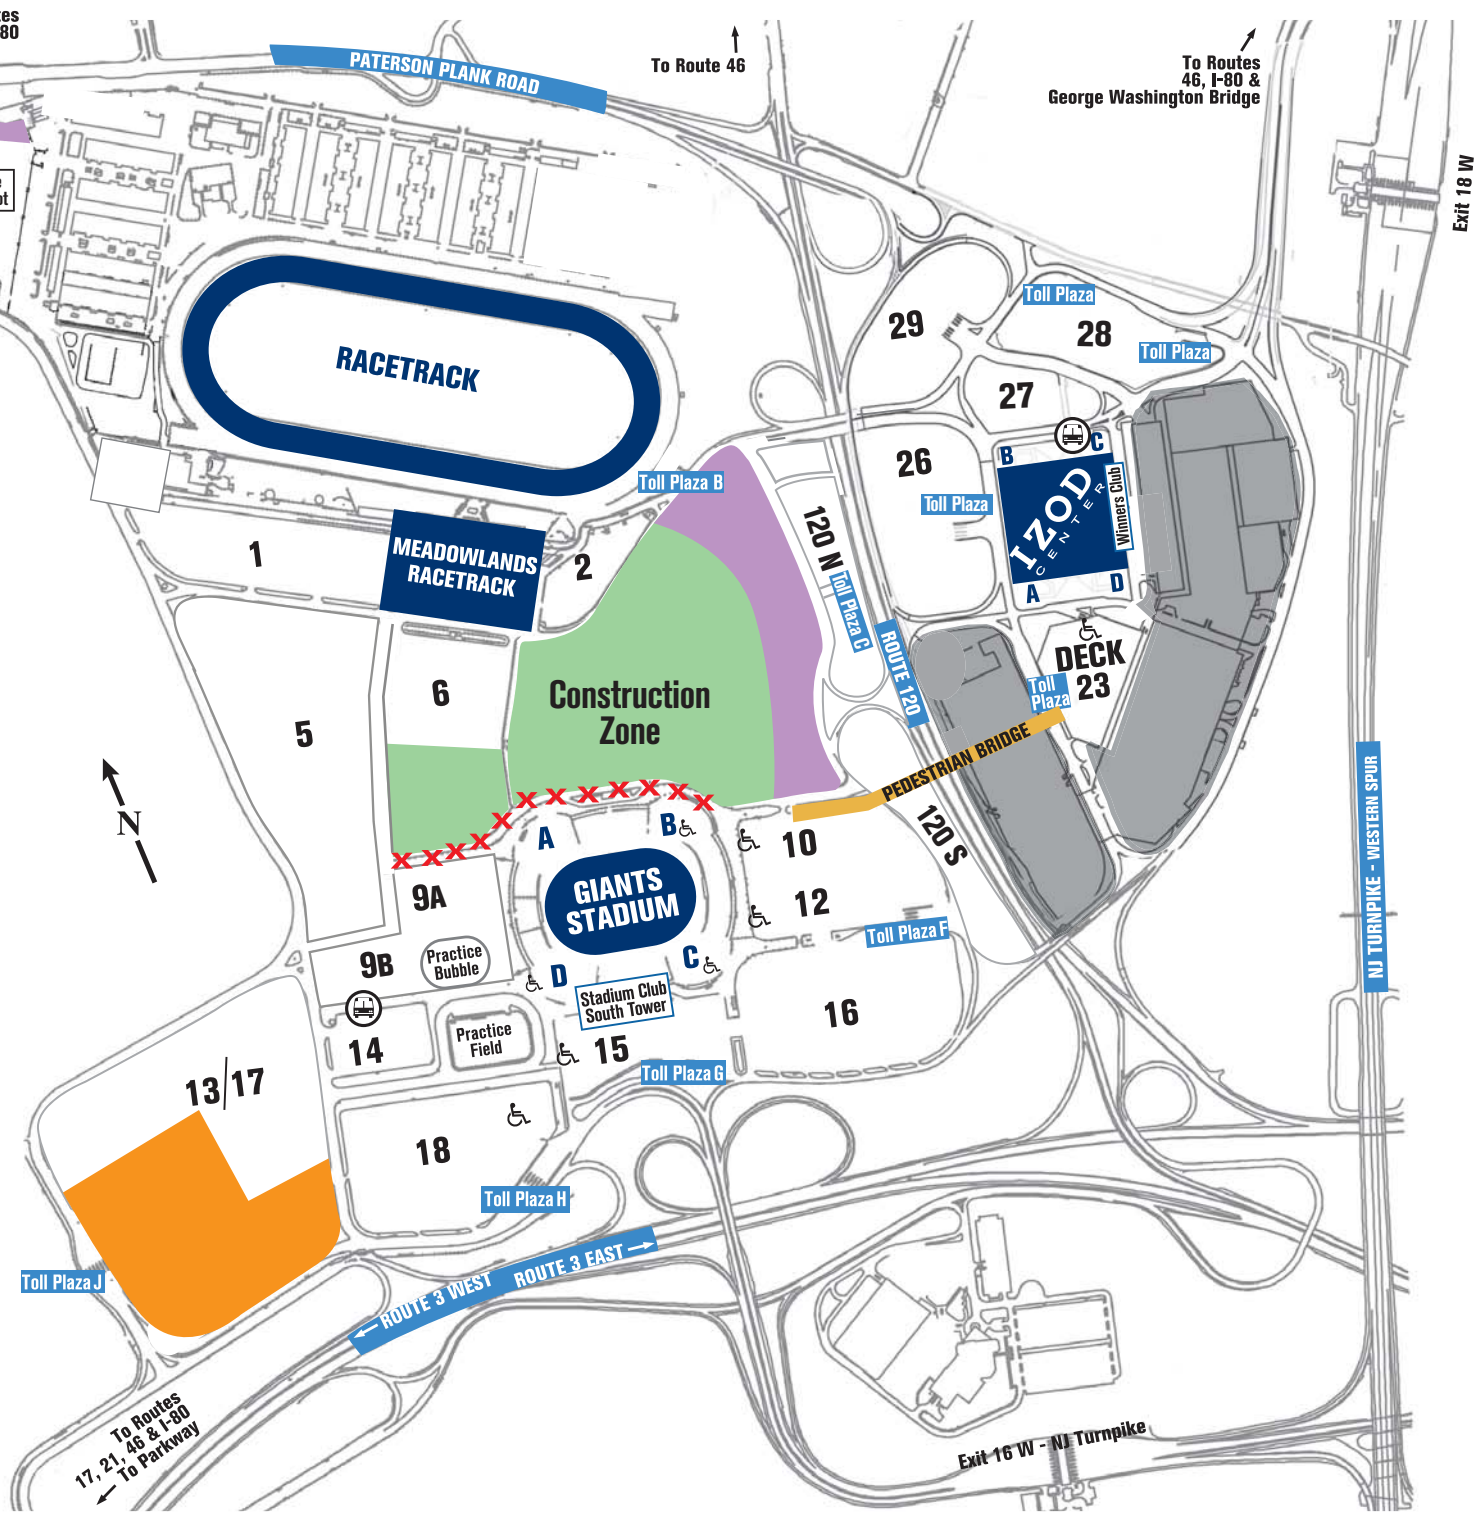 tes
80
PATERSON PLANK ROAD
To Route 46
To Routes
46, I-80 &
George Washington Bridge
Exit 18 W
e
ot
RACETRACK
29
Toll Plaza
28
Toll Plaza
27
26
B
C
Toll Plaza
IZOD
CENTER
Winners Club
A
D
Toll Plaza B
120 N
Toll Plaza C
1
MEADOWLANDS
RACETRACK
2
ROUTE 120
DECK
23
Toll
Plaza
5
6
Construction
Zone
PEDESTRIAN BRIDGE
120 S
NJ TURNPIKE - WESTERN SPUR
N
X X X X X X X X X X X X
A
B
10
GIANTS
STADIUM
9A
12
Toll Plaza F
9B
Practice
Bubble
D
C
Stadium Club
South Tower
16
14
Practice
Field
15
Toll Plaza G
13/17
18
Toll Plaza H
Toll Plaza J
ROUTE 3 WEST
ROUTE 3 EAST
To Routes
17, 21, 46 & I-80
To Parkway
Exit 16 W - NJ Turnpike